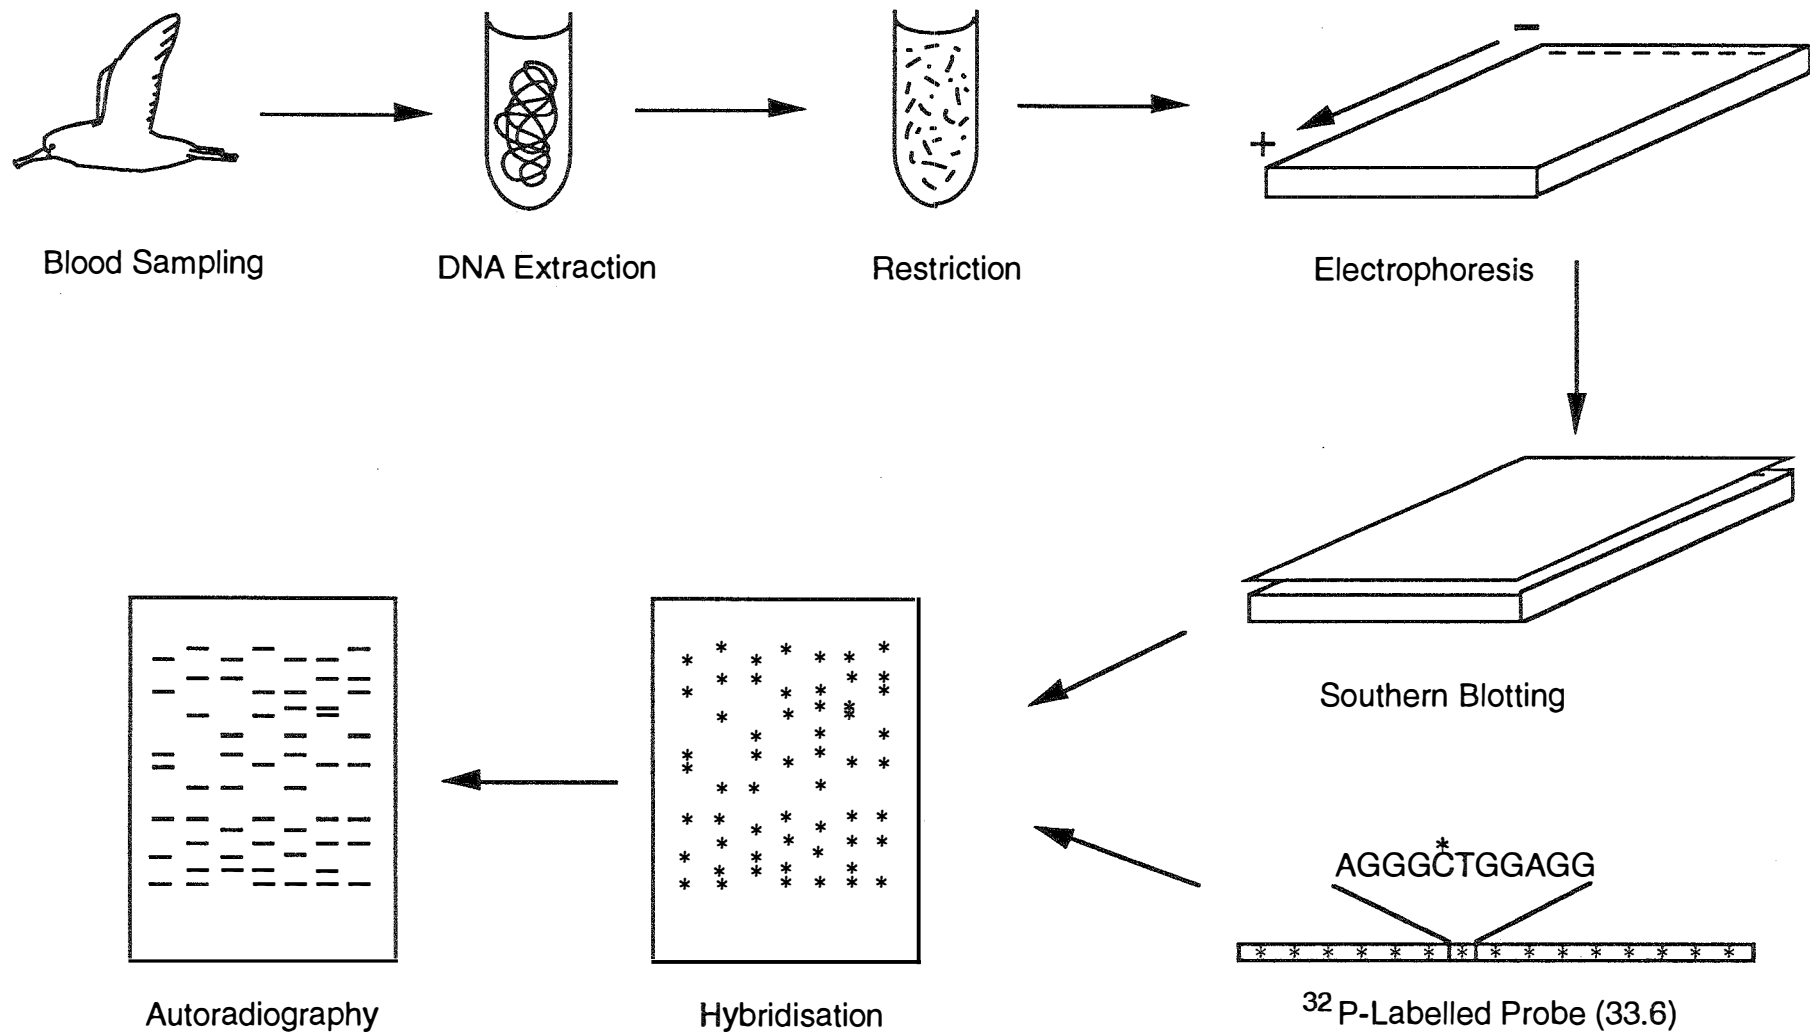 −
+
Blood Sampling
DNA Extraction
Restriction
Electrophoresis
Southern Blotting
*
AGGGCTGGAGG
Autoradiography
Hybridisation
32P-Labelled Probe (33.6)